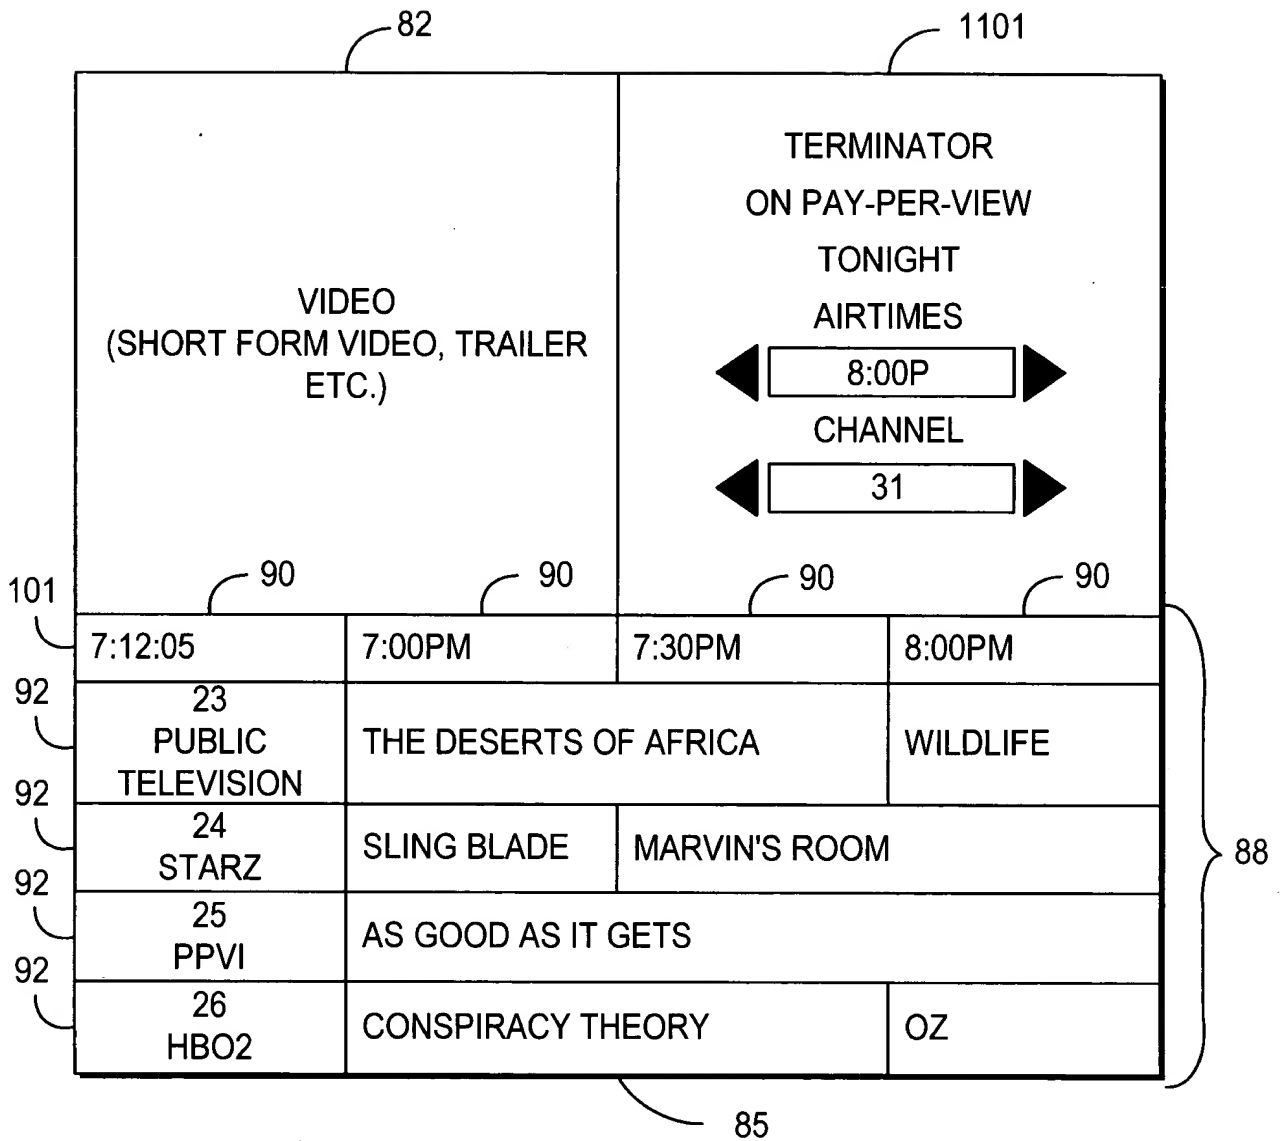 82
1101
TERMINATOR
ON PAY-PER-VIEW
TONIGHT
AIRTIMES
8:00P
CHANNEL
31
VIDEO
(SHORT FORM VIDEO, TRAILER
ETC.)
101
90
90
90
90
7:12:05
7:00PM
7:30PM
8:00PM
92
23
PUBLIC
TELEVISION
THE DESERTS OF AFRICA
WILDLIFE
92
24
STARZ
SLING BLADE
MARVIN'S ROOM
88
92
25
PPVI
AS GOOD AS IT GETS
92
26
HBO2
CONSPIRACY THEORY
OZ
85